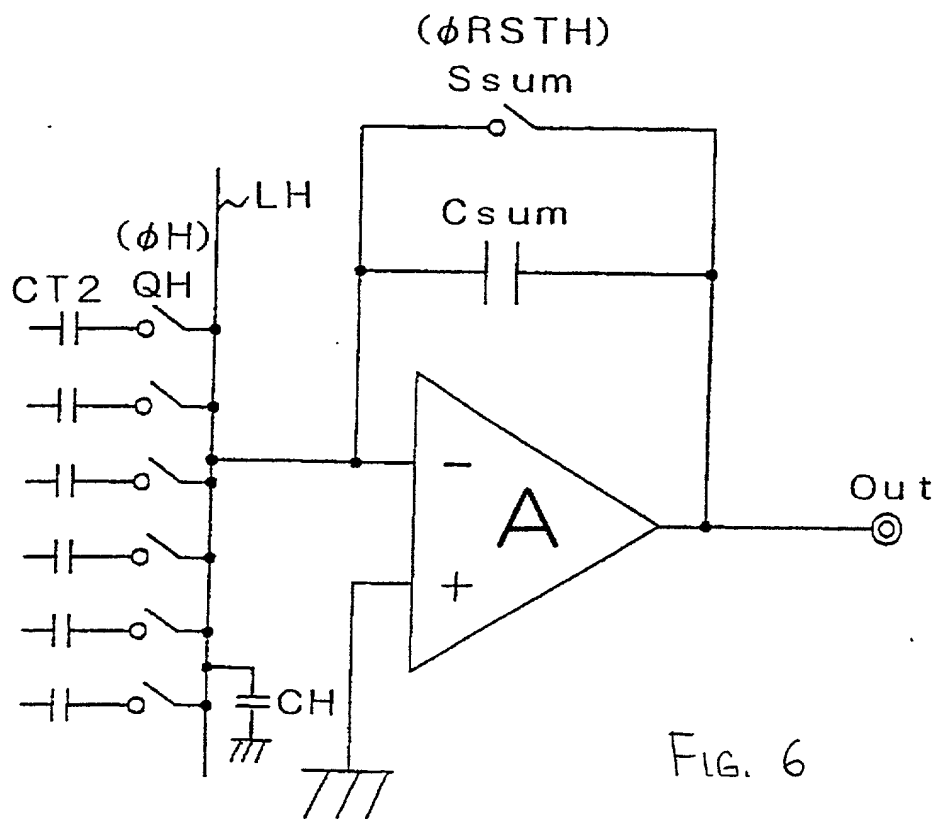 (ϕRSTH)
Ssum
LH
Csum
(ϕH)
CT2 QH
−
A
Out
+
CH
FIG. 6